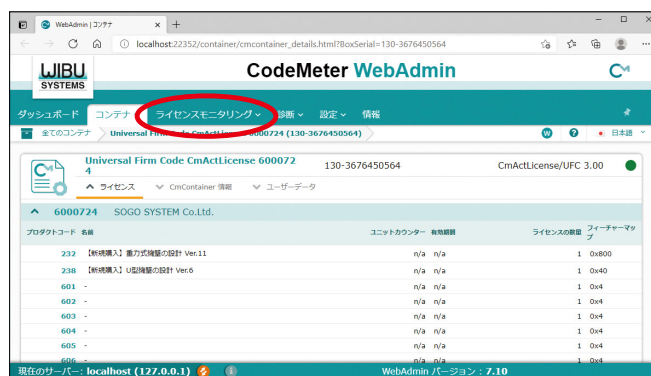 WebAdmin | コンテナ
localhost:22352/container/cmcontainer_details.html?BoxSerial=130-3676450564
WIBU
SYSTEMS
CodeMeter WebAdmin
ダッシュボード コンテナ ライセンスモニタリング 診断 設定 情報
全てのコンテナ Universal Firm Code CmActLicense 6000724 (130-3676450564)
W ? 日本語
Universal Firm Code CmActLicense 600072
4
130-3676450564
CmActLicense/UFC 3.00
ライセンス CmContainer 情報 ユーザーデータ
6000724 SOGO SYSTEM Co.Ltd.
プロダクトコード 名前 ユニットカウンター 有効期間 ライセンスの数量 フィーチャーマップ
232 【新規購入】重力式擁壁の設計 Ver.11 n/a n/a 1 0x800
238 【新規購入】U型擁壁の設計 Ver.6 n/a n/a 1 0x40
601 - n/a n/a 1 0x4
602 - n/a n/a 1 0x4
603 - n/a n/a 1 0x4
604 - n/a n/a 1 0x4
605 - n/a n/a 1 0x4
606 - n/a n/a 1 0x4
現在のサーバー: localhost (127.0.0.1) WebAdmin バージョン : 7.10